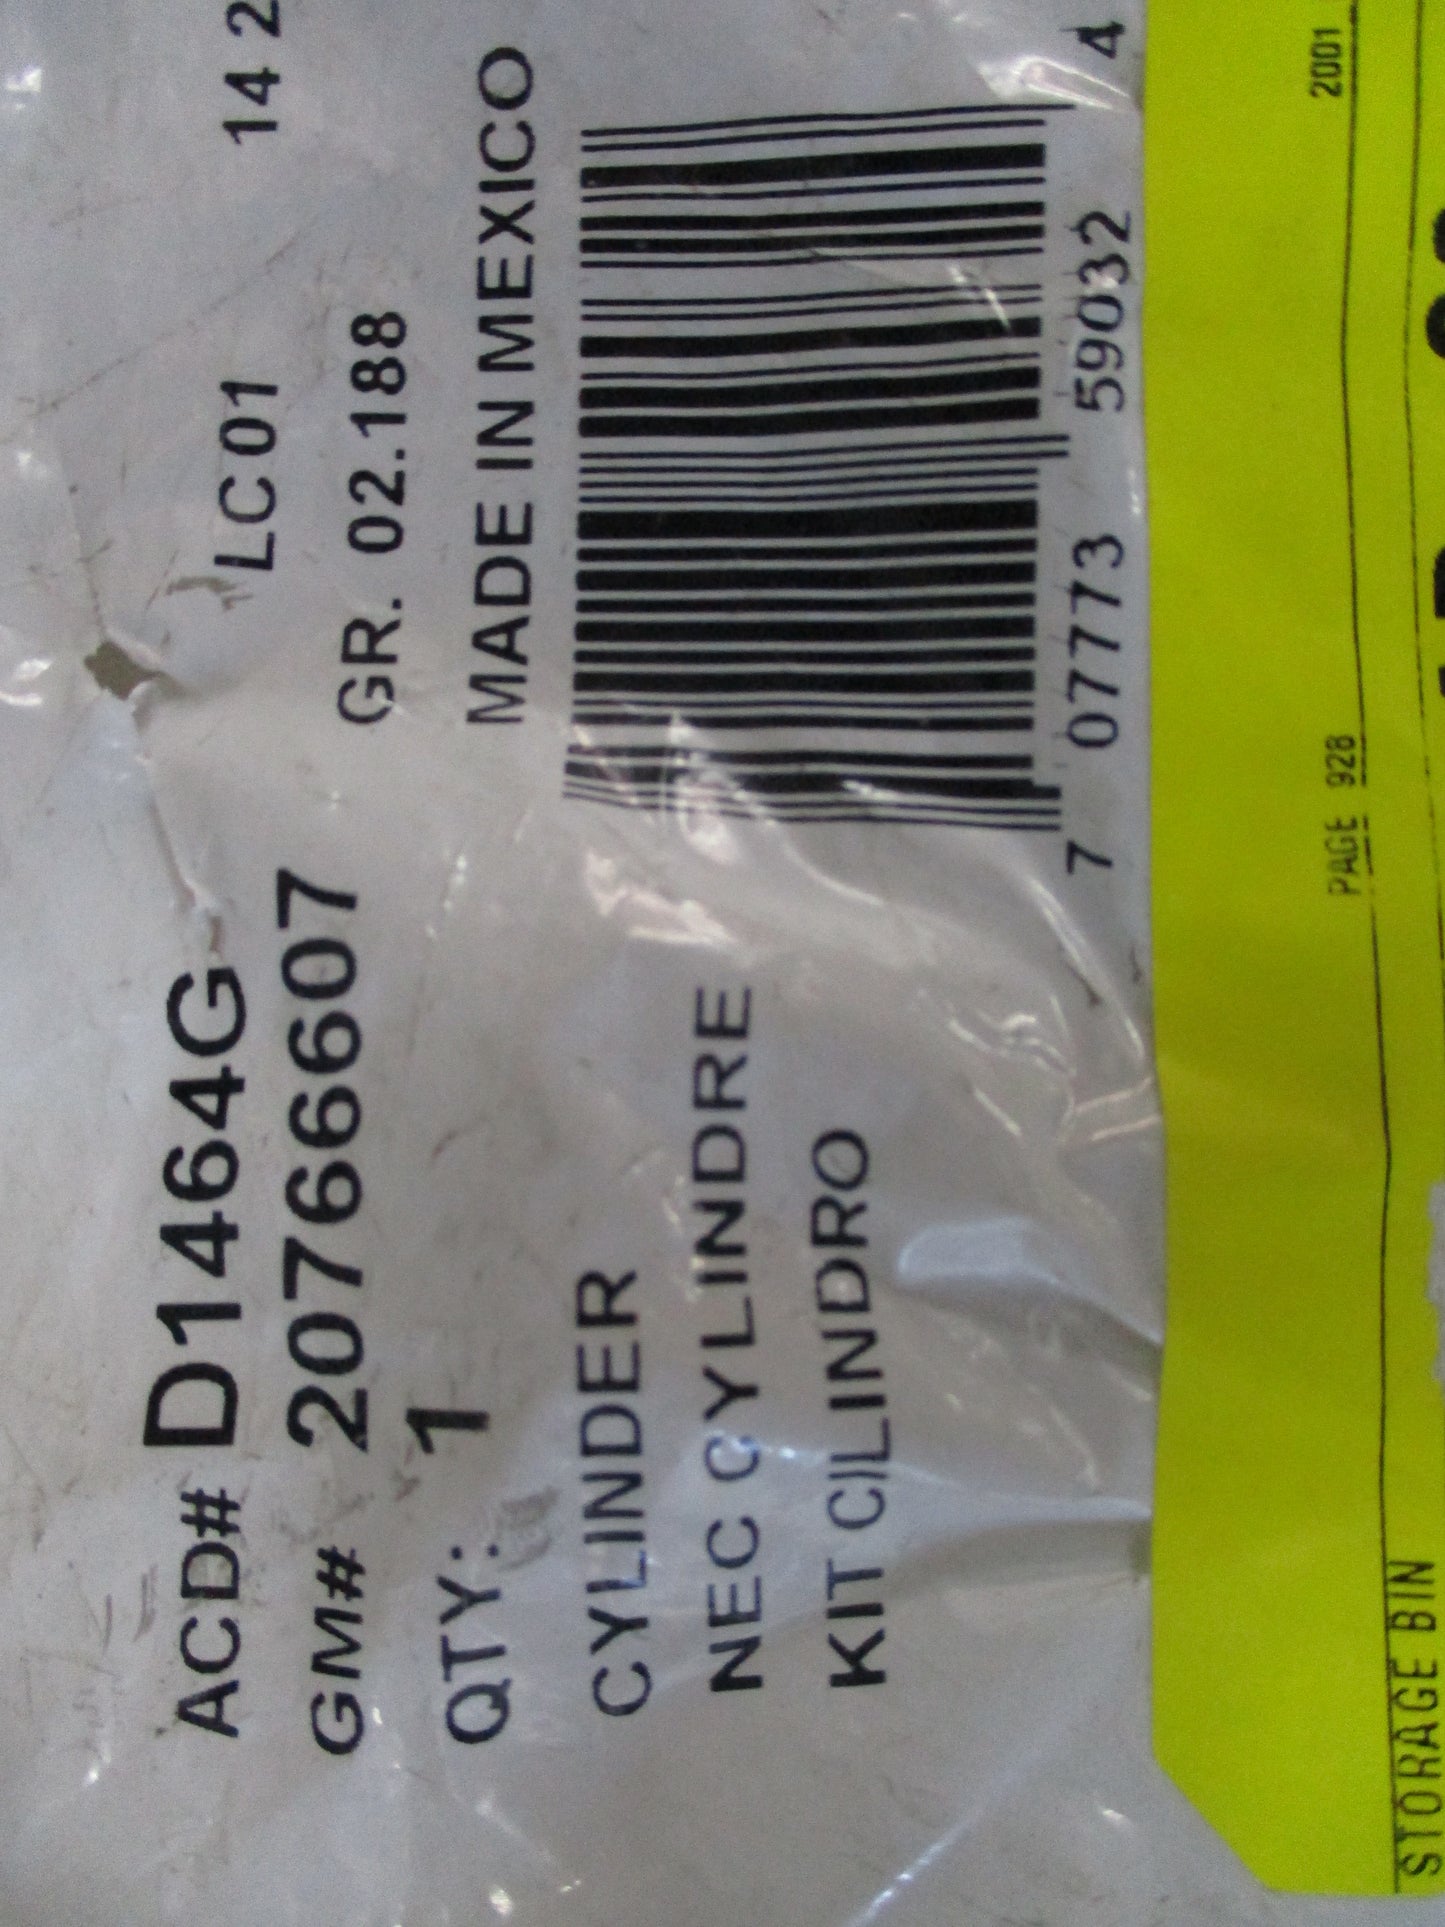 14 2
LC01
ACD# D1464G
GR. 02.188
GM# 20766607
MADE IN MEXICO
QTY: 1
CYLINDER
NEC CYLINDRE
KIT CILINDRO
7 07773 59032 4
2001
PAGE 928
STORAGE BIN